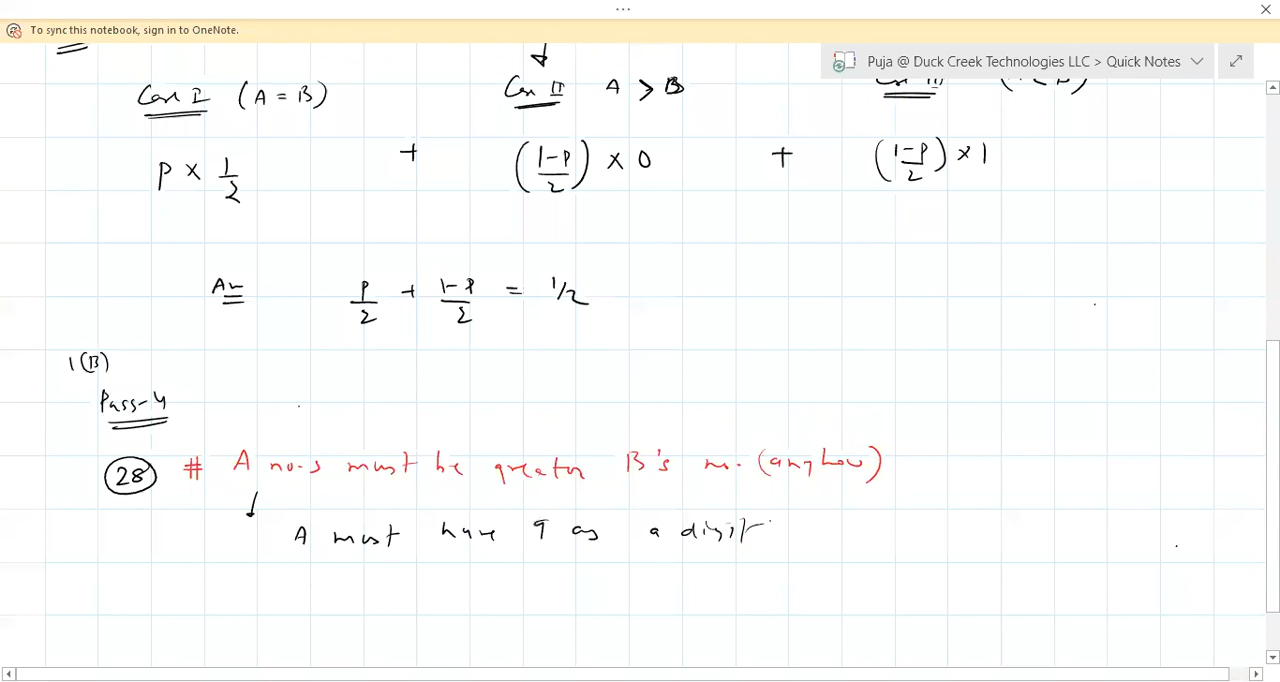 To sync this notebook, sign in to OneNote.
Puja @ Duck Creek Technologies LLC > Quick Notes
Case I (A = B)
Case II A > B
p × 1/2 + (1-p/2) × 0 + (1-p/2) × 1
An p/2 + 1-p/2 = 1/2
1(B)
Pass-4
28 # A no-s must be greater B's no. (anyhow)
↓
A must have 9 as a digit